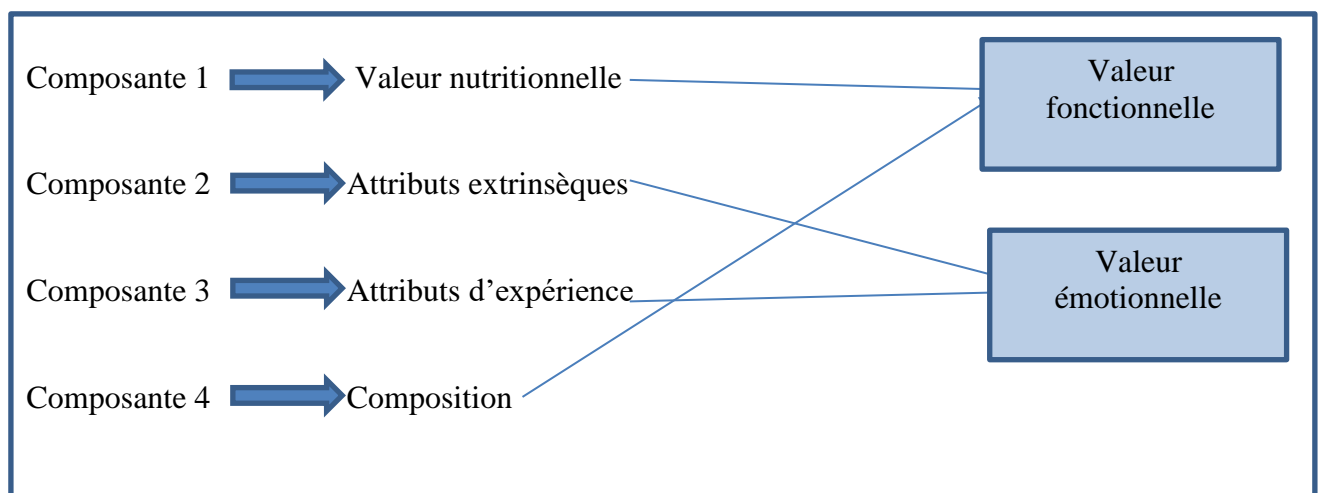 Composante 1 Valeur nutritionnelle
Valeur
fonctionnelle
Composante 2 Attributs extrinsèques
Composante 3 Attributs d’expérience
Valeur
émotionnelle
Composante 4 Composition